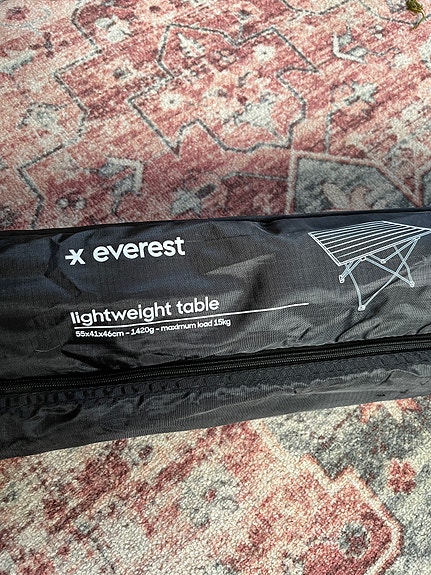 everest
lightweight table
55x41x46cm - 1420g - maximum load 15kg